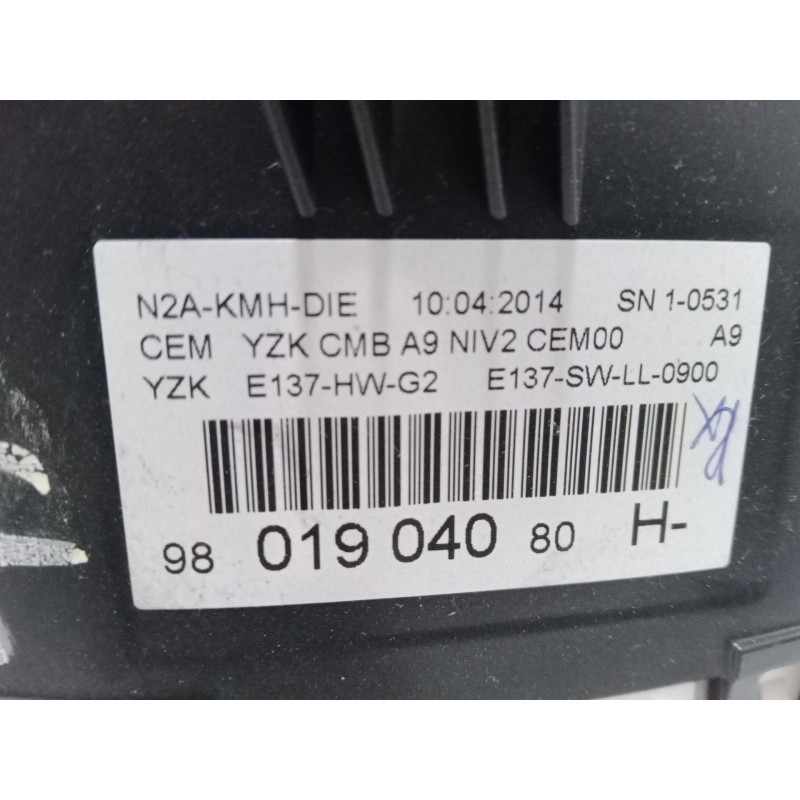 N2A-KMH-DIE 10:04:2014 SN 1-0531
CEM YZK CMB A9 NIV2 CEM00 A9
YZK E137-HW-G2 E137-SW-LL-0900
98 019 040 80 H-